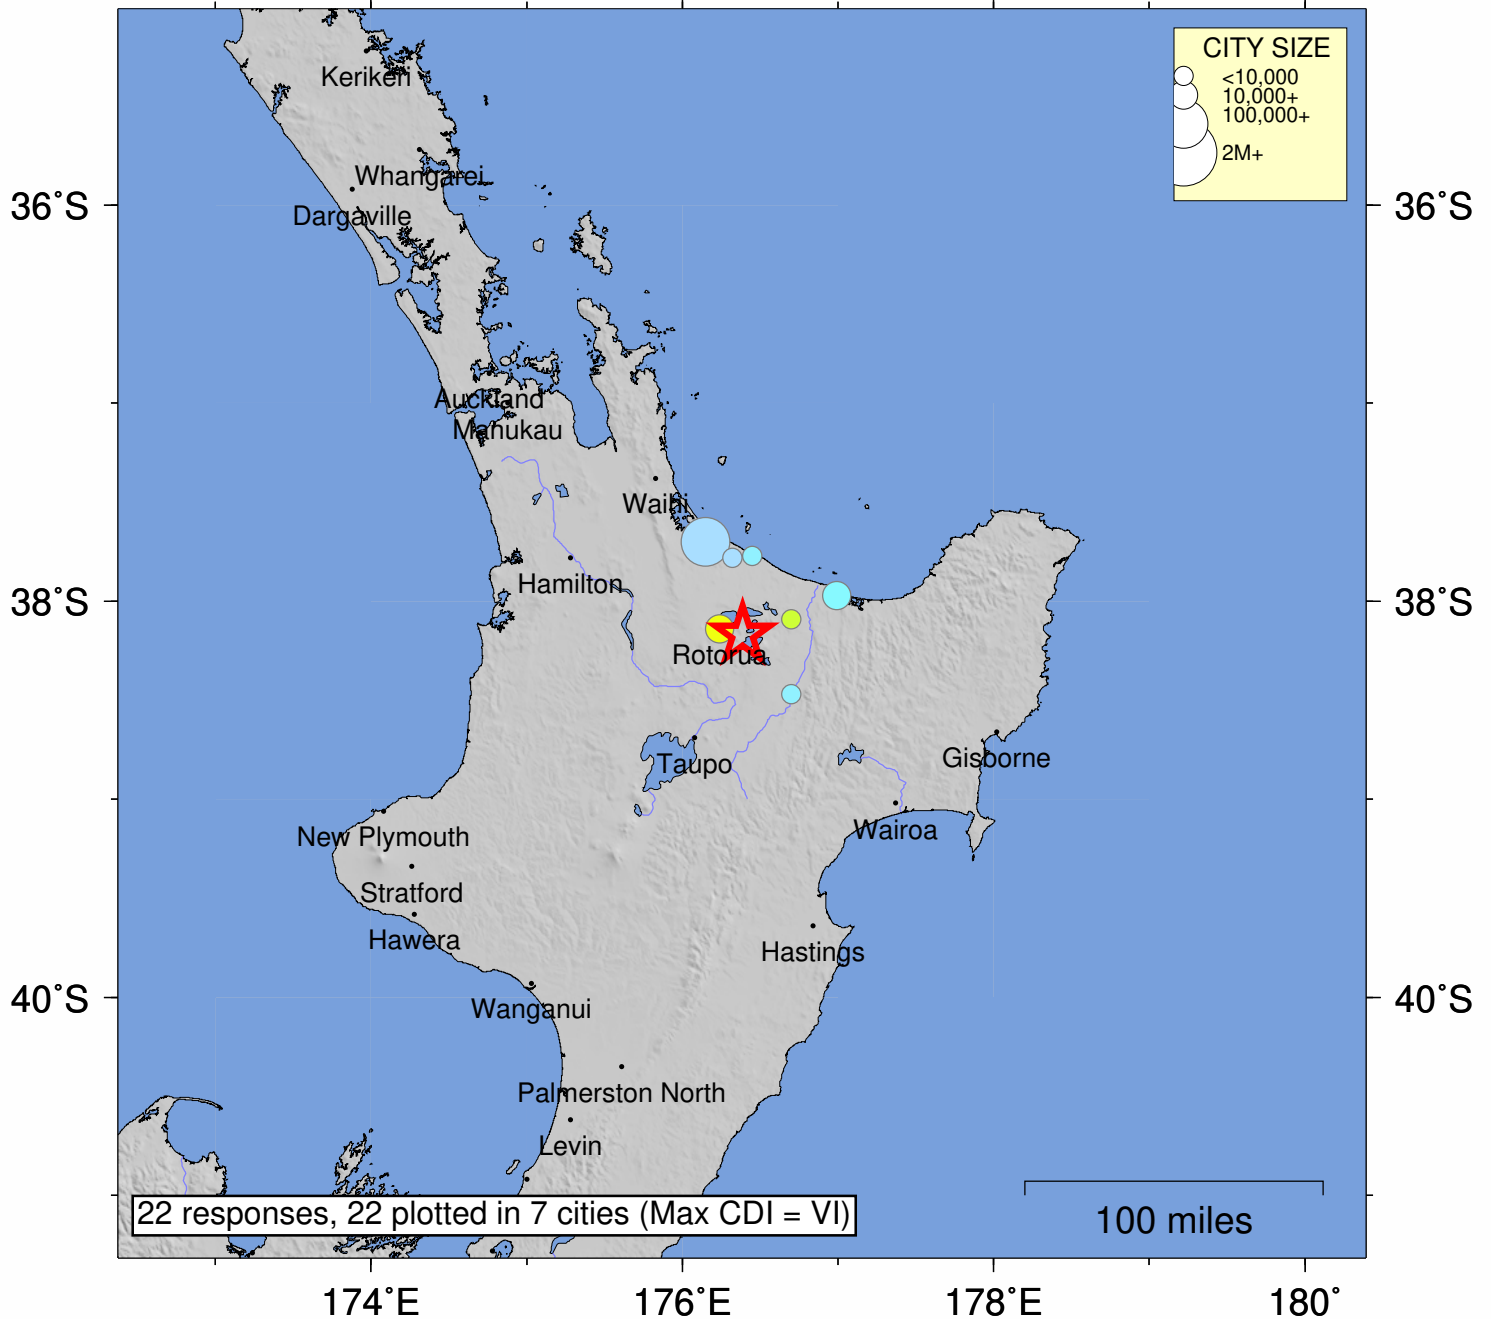 CITY SIZE
<10,000
10,000+
100,000+
2M+
Kerikeri
Whangarei
36˚S
36˚S
Dargaville
Auckland
Manukau
Waihi
Hamilton
38˚S
38˚S
Rotorua
Taupo
Gisborne
Wairoa
New Plymouth
Stratford
Hawera
Hastings
40˚S
40˚S
Wanganui
Palmerston North
Levin
22 responses, 22 plotted in 7 cities (Max CDI = VI)
100 miles
174˚E
176˚E
178˚E
180˚